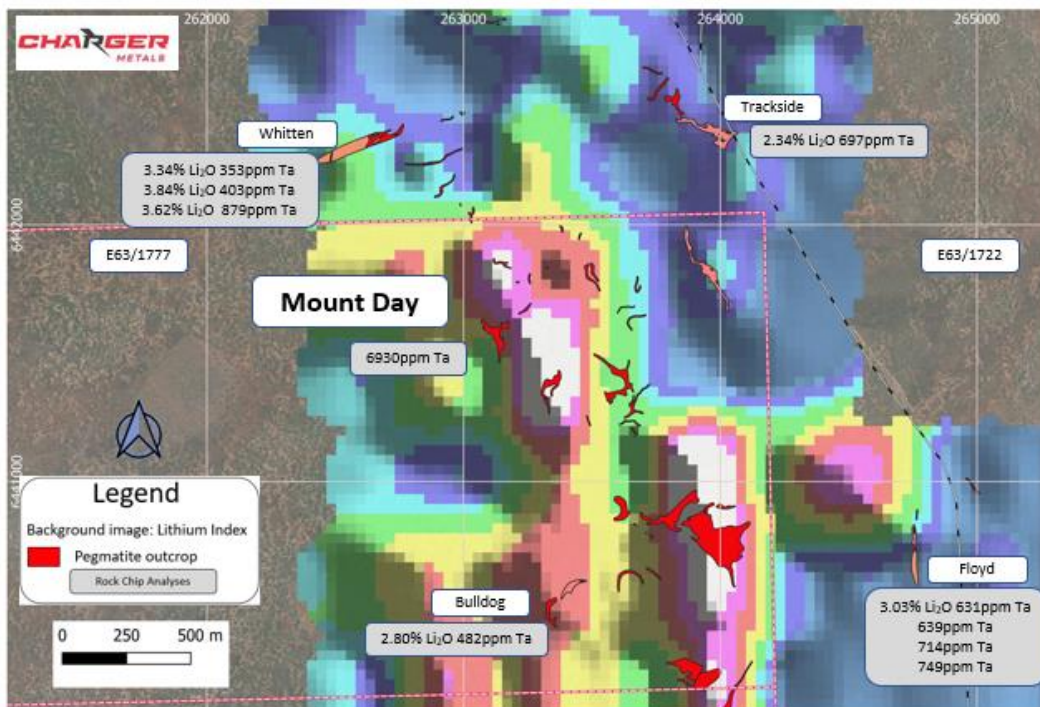 262000
263000
264000
265000
CHARGER
METALS
Trackside
2.34% Li₂O 697ppm Ta
Whitten
3.34% Li₂O 353ppm Ta
3.84% Li₂O 403ppm Ta
3.62% Li₂O 879ppm Ta
6442000
E63/1777
E63/1722
Mount Day
6930ppm Ta
6441000
Legend
Background image: Lithium Index
Pegmatite outcrop
Rock Chip Analyses
0 250 500 m
Bulldog
2.80% Li₂O 482ppm Ta
Floyd
3.03% Li₂O 631ppm Ta
639ppm Ta
714ppm Ta
749ppm Ta